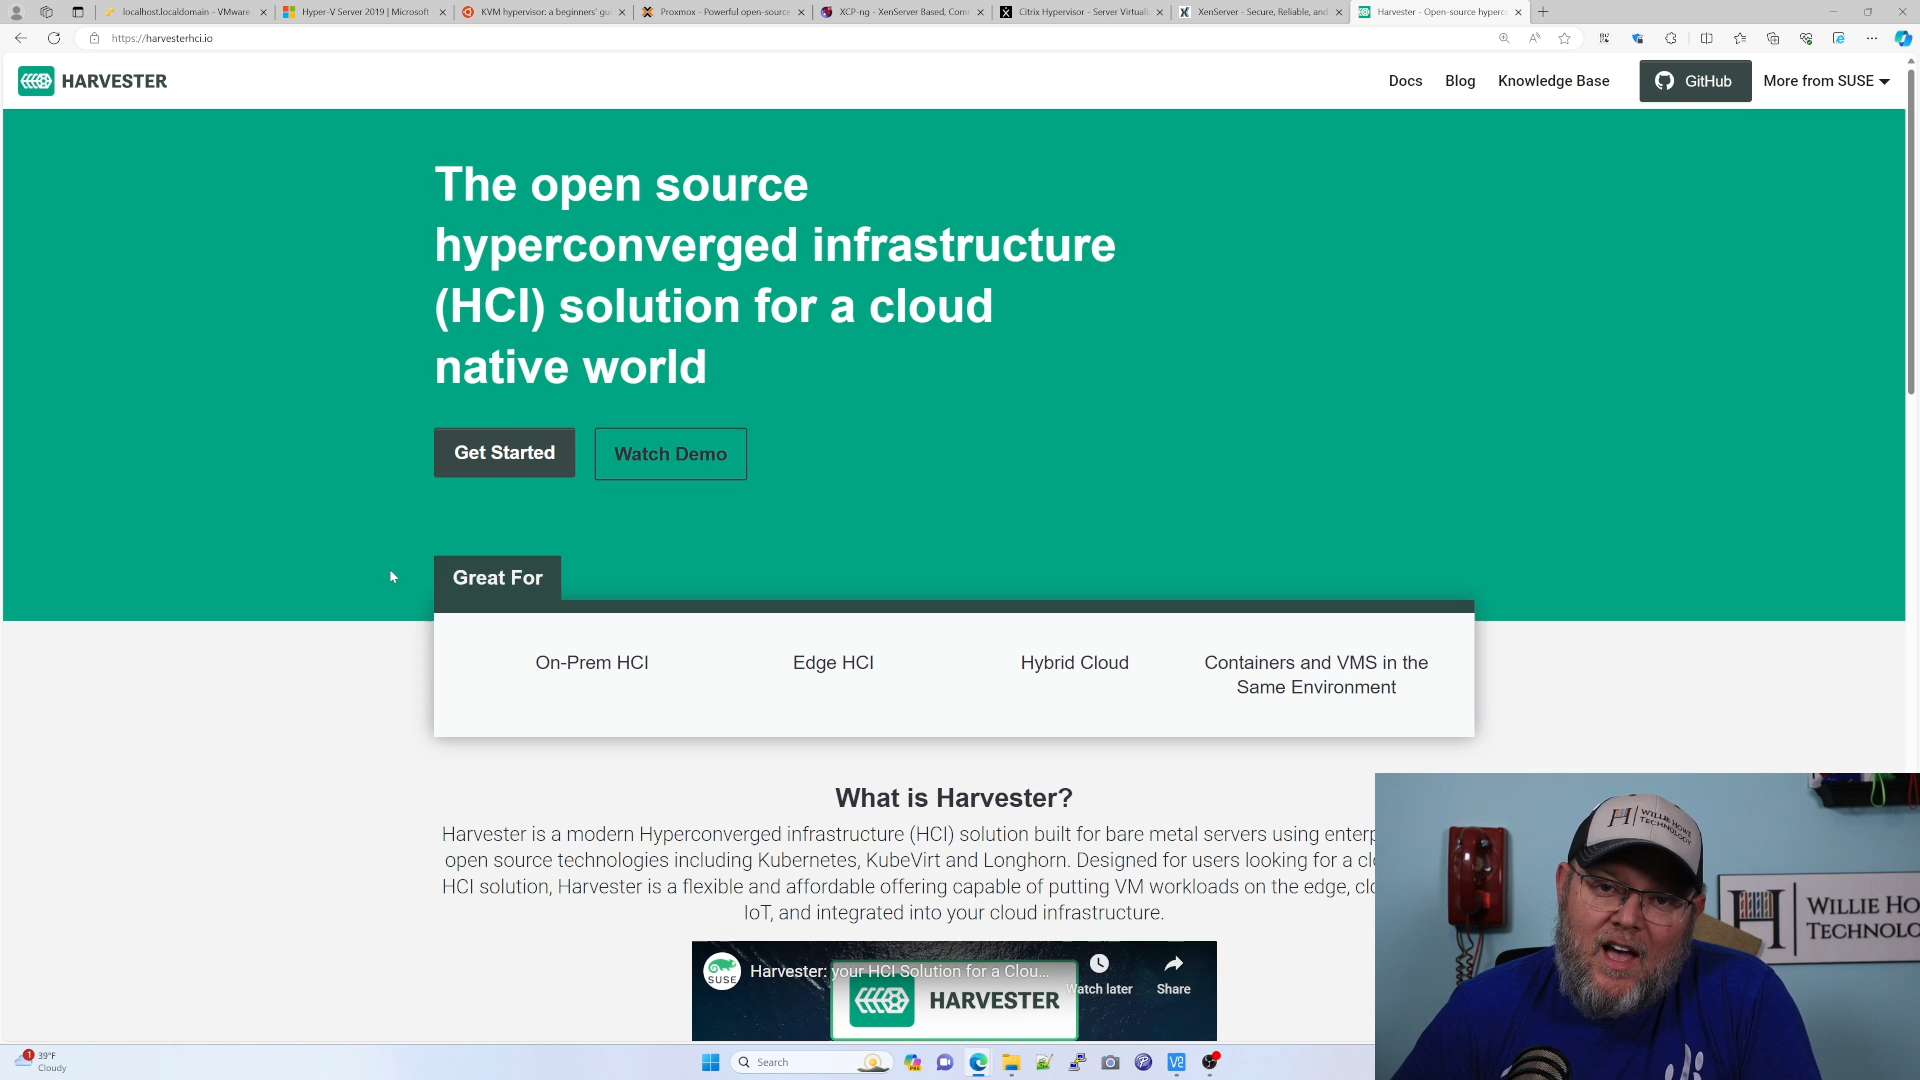 localhost.localdomain - VMware
Hyper-V Server 2019 | Microsoft
KVM hypervisor: a beginners' gu
Proxmox - Powerful open-source
XCP-ng - XenServer Based, Com
Citrix Hypervisor - Server Virtuali
XenServer - Secure, Reliable, and
Harvester - Open-source hyperc
https://harvesterhci.io
HARVESTER
Docs
Blog
Knowledge Base
GitHub
More from SUSE
The open source
hyperconverged infrastructure
(HCI) solution for a cloud
native world
Get Started
Watch Demo
Great For
On-Prem HCI
Edge HCI
Hybrid Cloud
Containers and VMS in the
Same Environment
What is Harvester?
Harvester is a modern Hyperconverged infrastructure (HCI) solution built for bare metal servers using enterp
open source technologies including Kubernetes, KubeVirt and Longhorn. Designed for users looking for a cl
HCI solution, Harvester is a flexible and affordable offering capable of putting VM workloads on the edge, clo
IoT, and integrated into your cloud infrastructure.
SUSE
Harvester: your HCI Solution for a Clou...
Watch later
Share
HARVESTER
H WILLIE HOWE
TECHNOLOGY
H WILLIE HO
TECHNOLO
1
39°F
Cloudy
Search